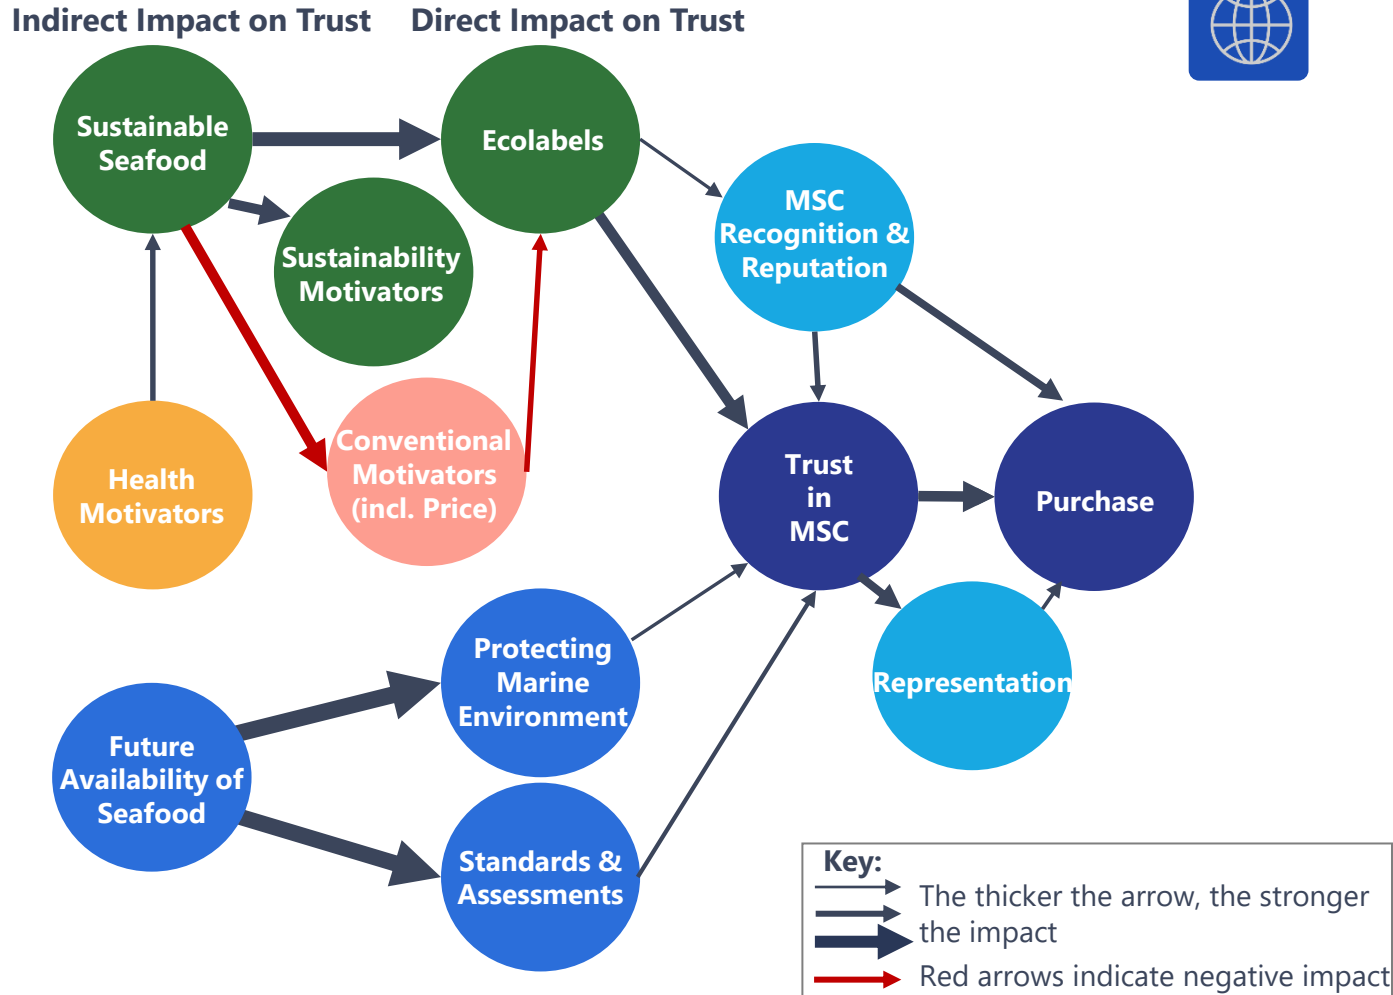 Indirect Impact on Trust
Direct Impact on Trust
Sustainable
Seafood
Ecolabels
MSC
Recognition &
Reputation
Sustainability
Motivators
Health
Motivators
Conventional
Motivators
(incl. Price)
Trust
in
MSC
Purchase
Protecting
Marine
Environment
Representation
Future
Availability of
Seafood
Standards &
Assessments
Key:
The thicker the arrow, the stronger
the impact
Red arrows indicate negative impact